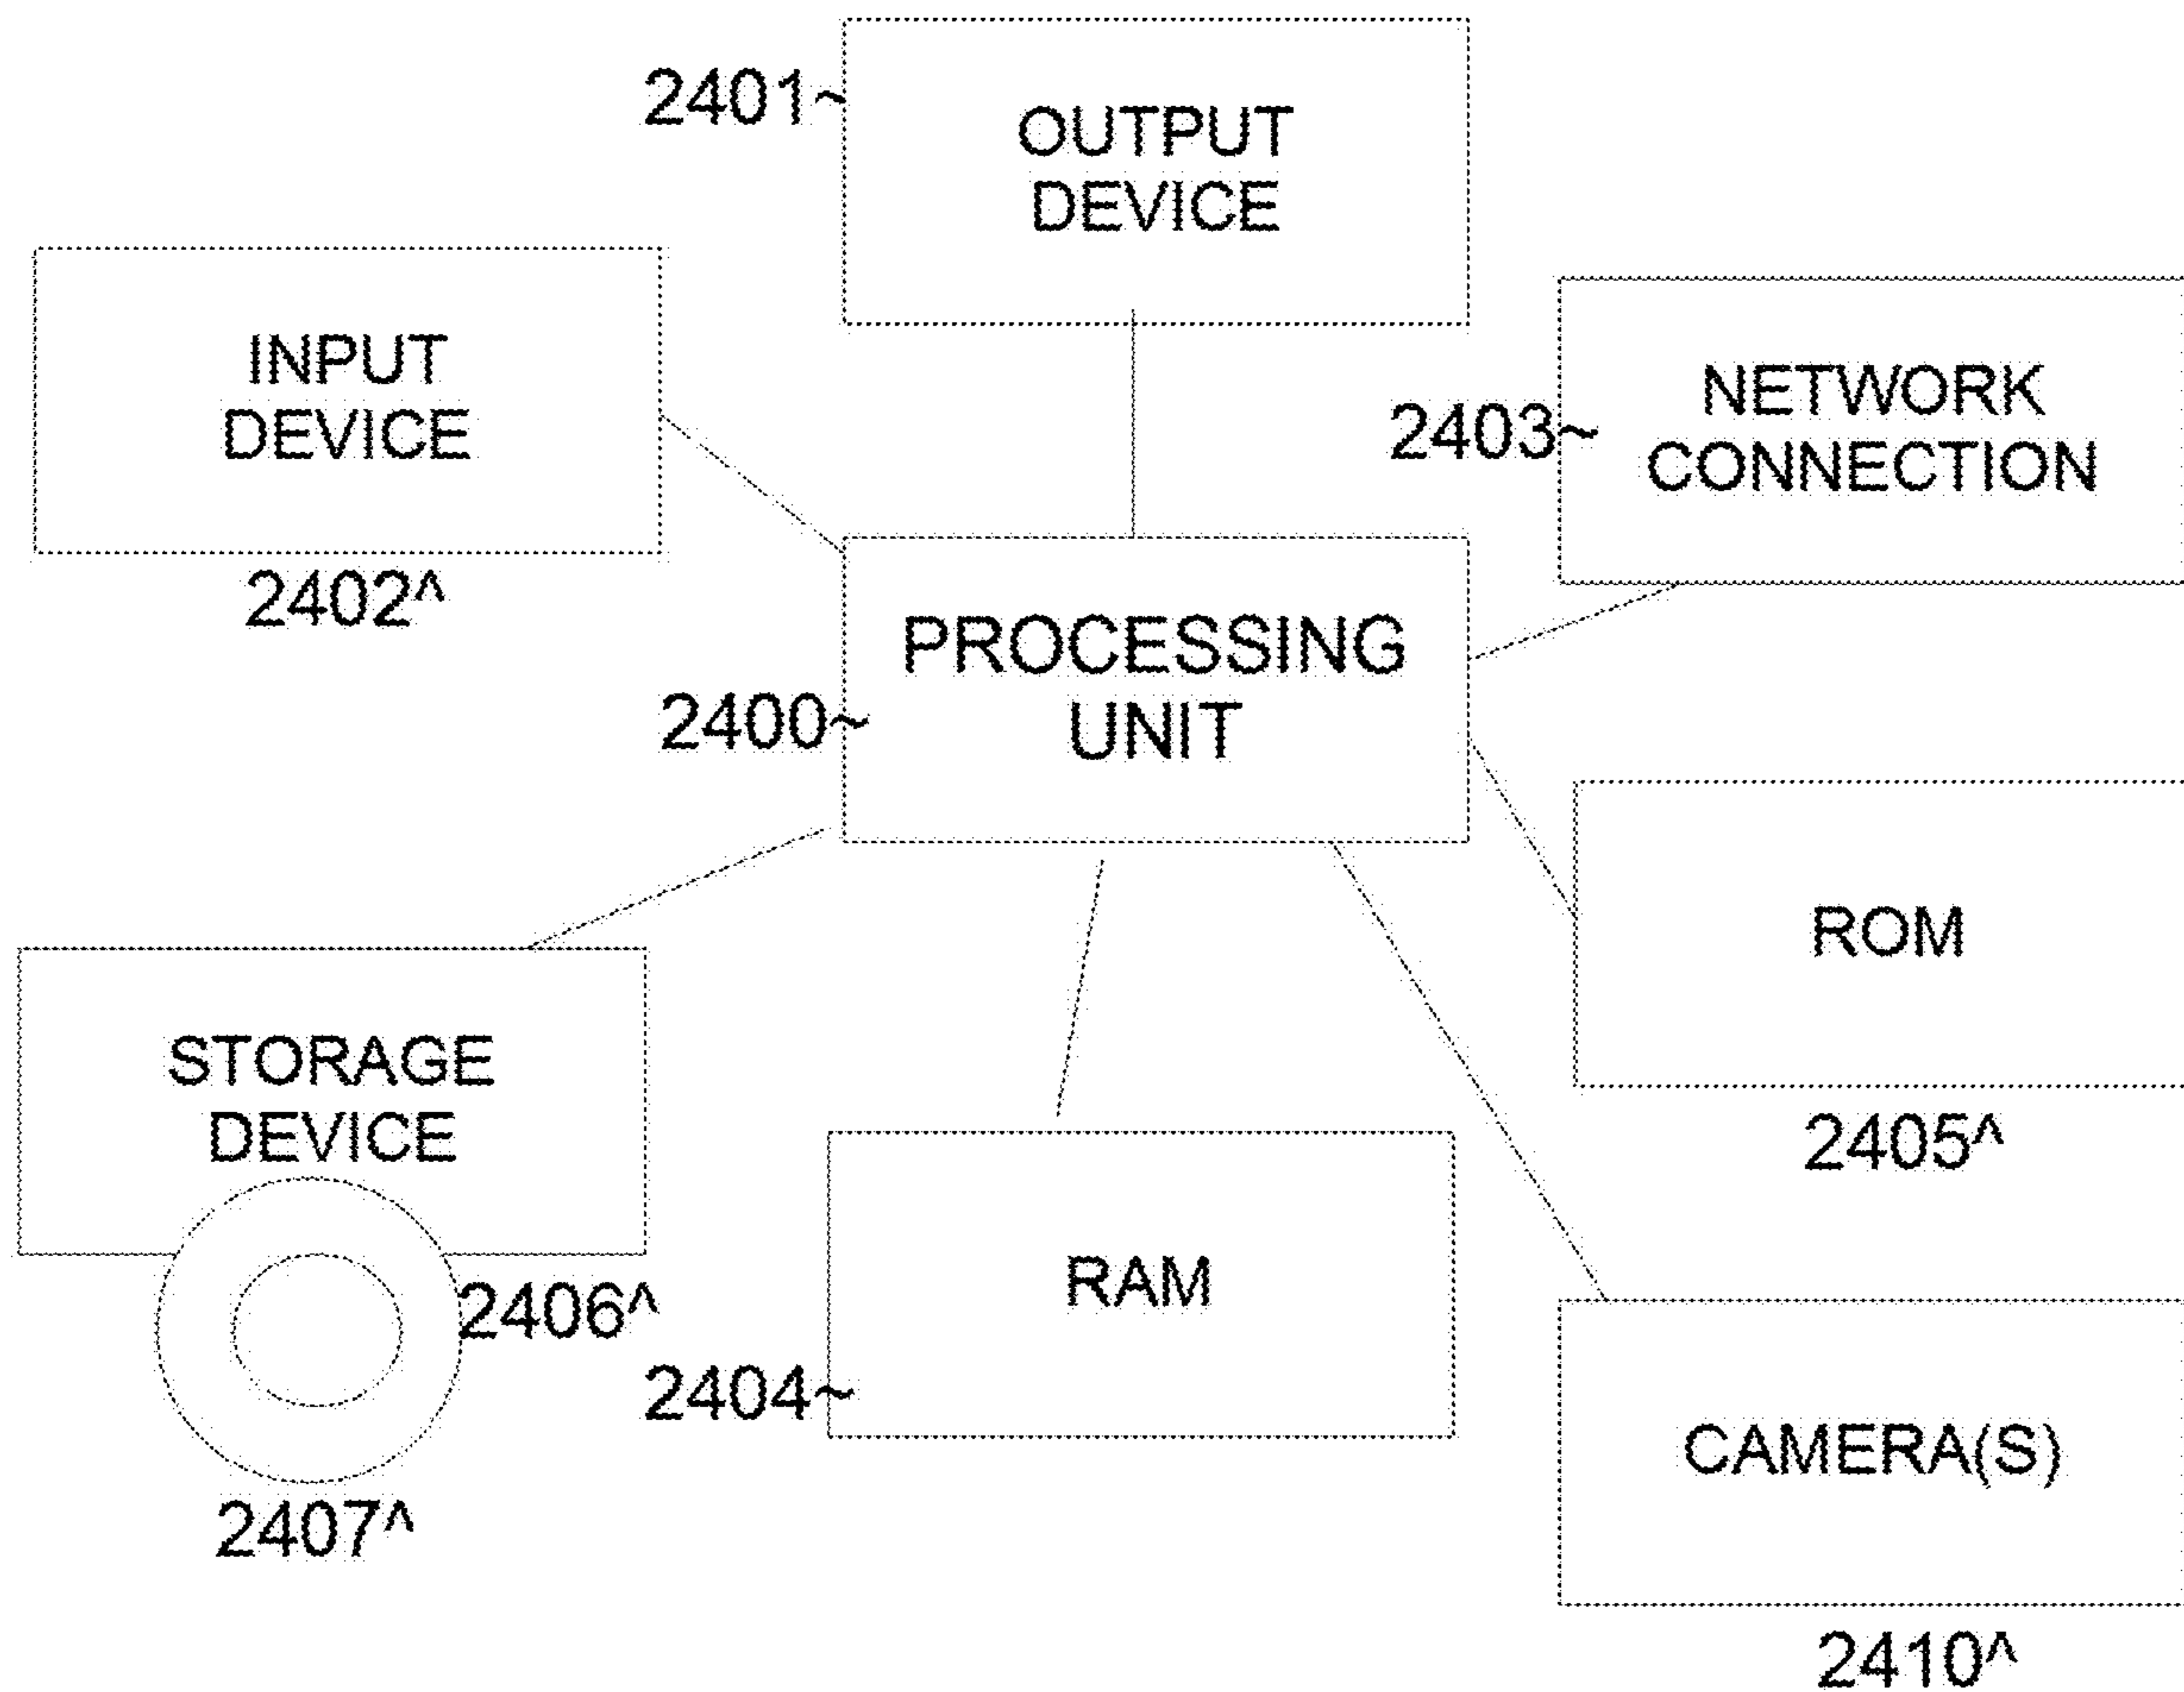 2401~
OUTPUT
DEVICE
INPUT
DEVICE
2402^
2403~
NETWORK
CONNECTION
PROCESSING
UNIT
2400~
ROM
2405^
STORAGE
DEVICE
2406^
2407^
RAM
2404~
CAMERA(S)
2410^